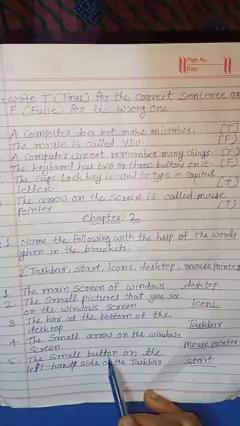 Page No.
Date
Write T (True) for the correct Sentence or
F (False) for the wrong one.
A Computer does not make mistakes. [T]
The mouse is called VDU. [F]
A Computer cannot remember many things. [F]
The keyboard has two or three buttons on it. [F]
The Caps Lock key is used to type in capital
letters. (T)
The arrow on the screen is called mouse
pointer (T)
Chapter: 2
1 Name the following with the help of the words
given in the brackets.
[Taskbar, start, icons, desktop, mouse pointer
1 The main screen of windows desktop.
2 The Small pictures that you see
on the windows screen Icons
3 The bar at the bottom of the
desktop. Taskbar
4 The Small arrow on the windows
screen. mouse pointer
5. The Small button on the
left-hand side of the Taskbar start